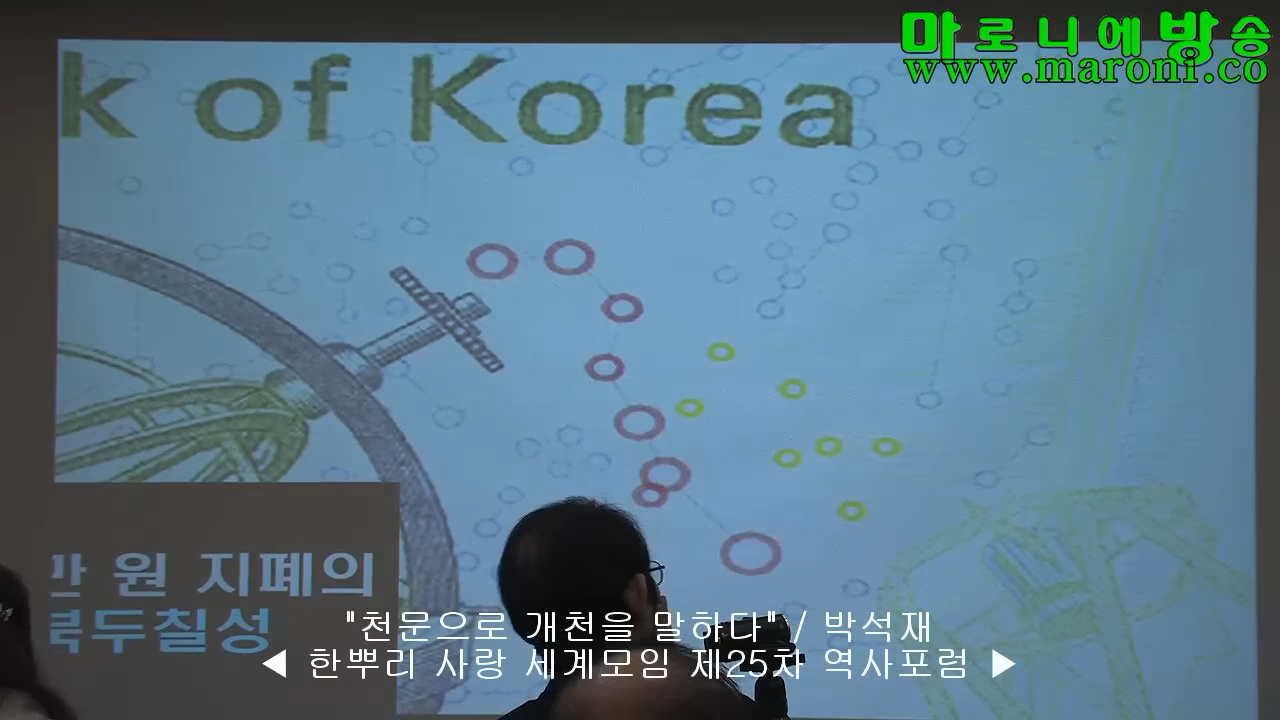 마로니에방송
www.maroni.co
k of Korea
만 원 지폐의
북두칠성
"천문으로 개천을 말하다" / 박석재
◀ 한뿌리 사랑 세계모임 제25차 역사포럼 ▶